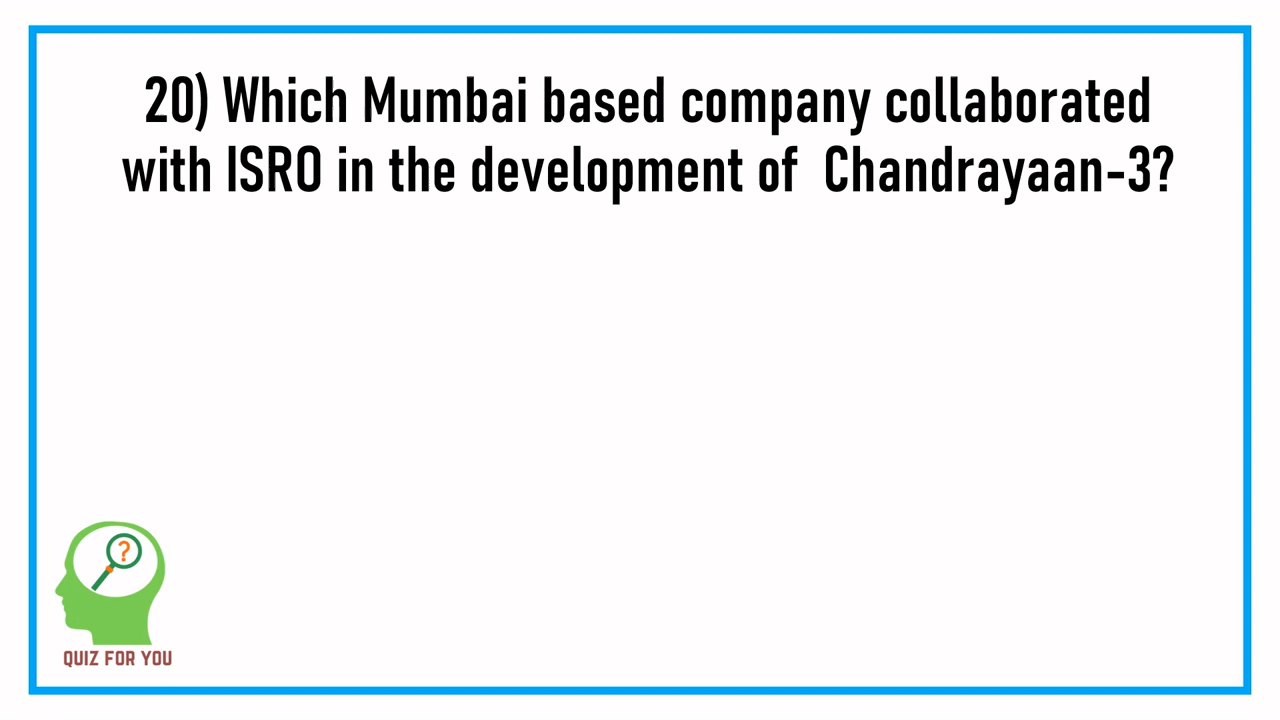 20) Which Mumbai based company collaborated
with ISRO in the development of  Chandrayaan-3?
?
QUIZ FOR YOU